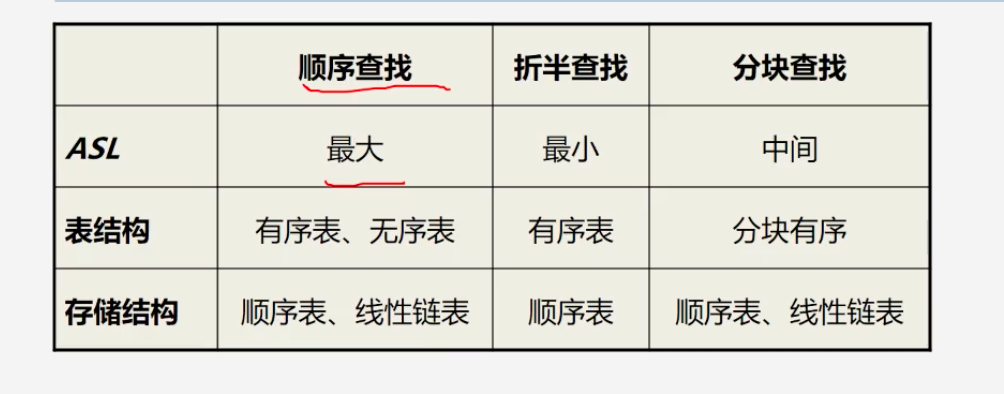 顺序查找 折半查找 分块查找
ASL 最大 最小 中间
表结构 有序表、无序表 有序表 分块有序
存储结构 顺序表、线性链表 顺序表 顺序表、线性链表